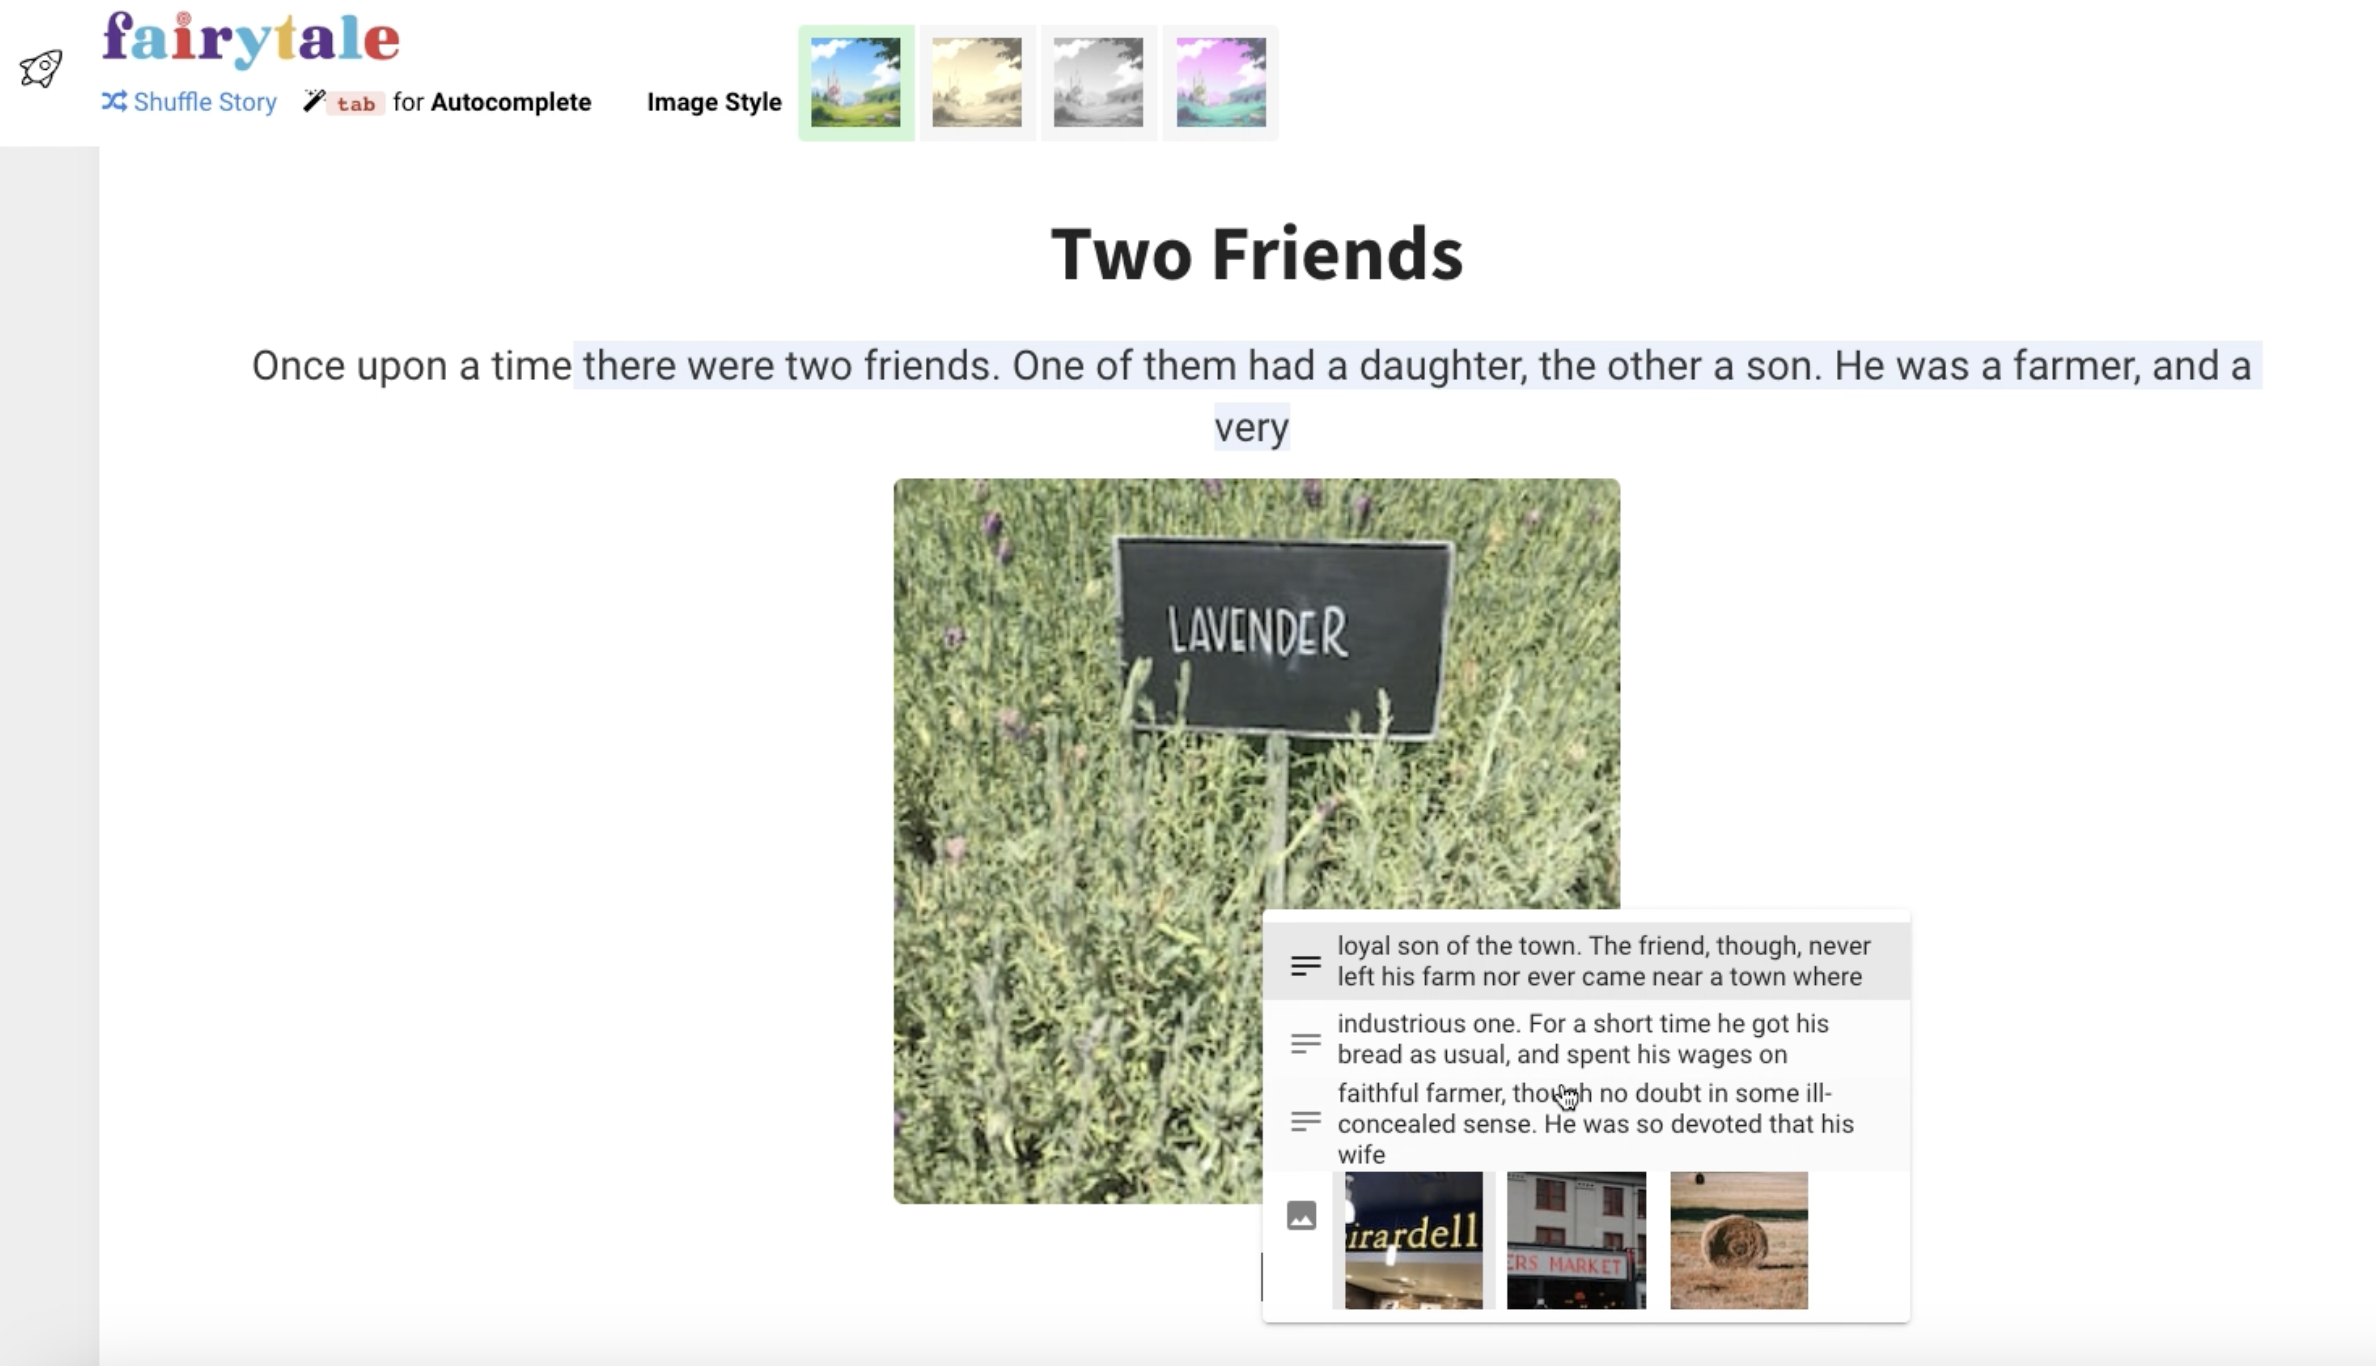 fairytale
Shuffle Story tab for Autocomplete Image Style
Two Friends
Once upon a time there were two friends. One of them had a daughter, the other a son. He was a farmer, and a
very
LAVENDER
loyal son of the town. The friend, though, never
left his farm nor ever came near a town where
industrious one. For a short time he got his
bread as usual, and spent his wages on
faithful farmer, though no doubt in some ill-
concealed sense. He was so devoted that his
wife
irardell
ERS MARKET